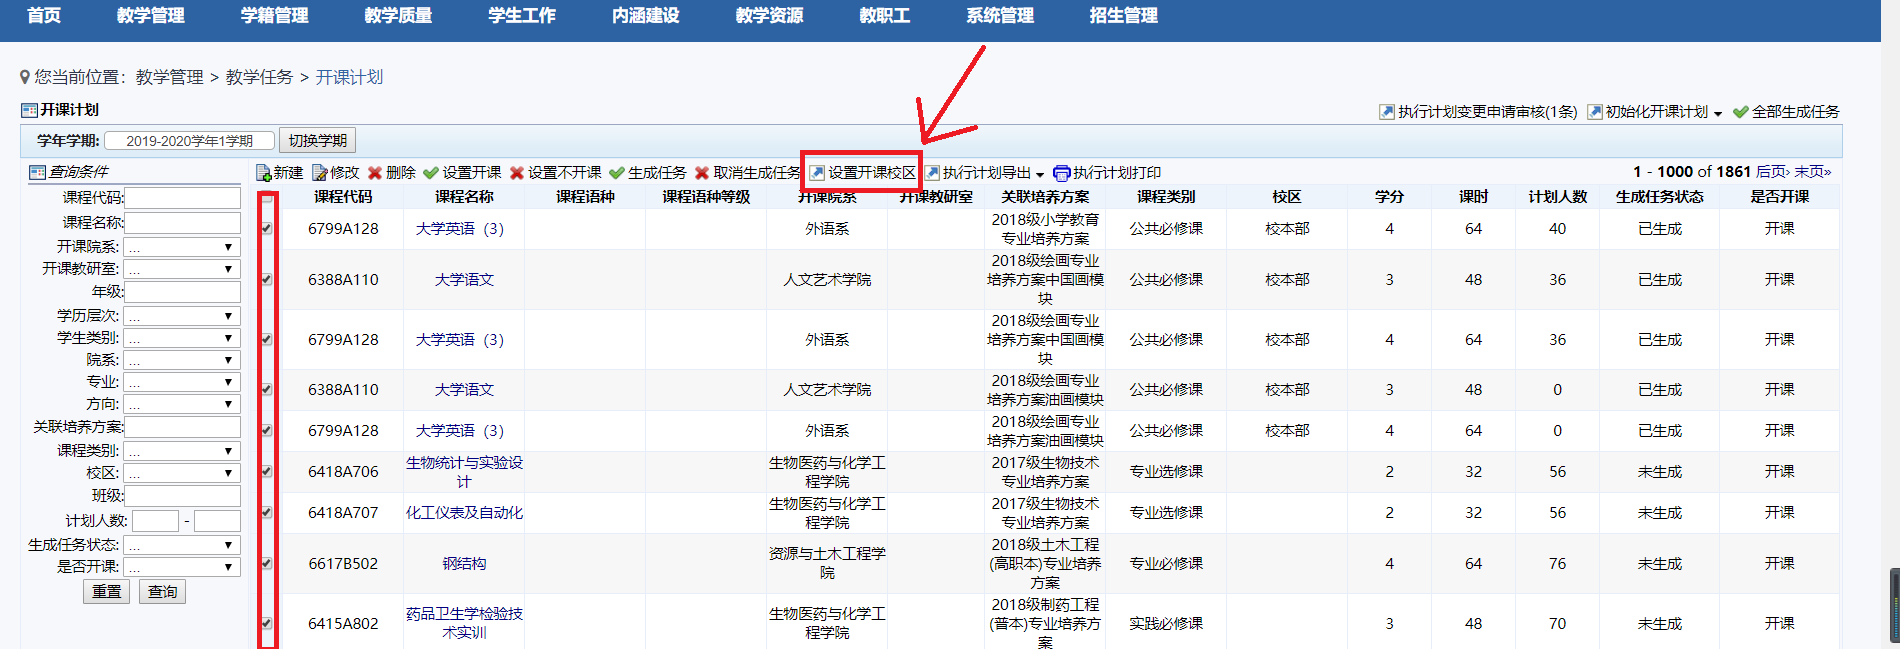 首页 教学管理 学籍管理 教学质量 学生工作 内涵建设 教学资源 教职工 系统管理 招生管理
您当前位置: 教学管理 > 教学任务 > 开课计划
开课计划 执行计划变更申请审核(1条) 初始化开课计划 全部生成任务
学年学期: 2019-2020学年1学期 切换学期
新建 修改 删除 设置开课 设置不开课 生成任务 取消生成任务 设置开课校区 执行计划导出 执行计划打印 1 - 1000 of 1861 后页› 末页»
查询条件
课程代码:
课程名称:
开课院系: ...
开课教研室: ...
年级:
学历层次: ...
学生类别: ...
院系: ...
专业: ...
方向: ...
关联培养方案:
课程类别: ...
校区: ...
班级:
计划人数: -
生成任务状态: ...
是否开课: ...
重置 查询
课程代码 课程名称 课程语种 课程语种等级 开课院系 开课教研室 关联培养方案 课程类别 校区 学分 课时 计划人数 生成任务状态 是否开课
6799A128 大学英语（3） 外语系 2018级小学教育
专业培养方案 公共必修课 校本部 4 64 40 已生成 开课
6388A110 大学语文 人文艺术学院 2018级绘画专业
培养方案中国画模
块 公共必修课 校本部 3 48 36 已生成 开课
6799A128 大学英语（3） 外语系 2018级绘画专业
培养方案中国画模
块 公共必修课 校本部 4 64 36 已生成 开课
6388A110 大学语文 人文艺术学院 2018级绘画专业
培养方案油画模块 公共必修课 校本部 3 48 0 已生成 开课
6799A128 大学英语（3） 外语系 2018级绘画专业
培养方案油画模块 公共必修课 校本部 4 64 0 已生成 开课
6418A706 生物统计与实验设
计 生物医药与化学工
程学院 2017级生物技术
专业培养方案 专业选修课 2 32 56 未生成 开课
6418A707 化工仪表及自动化 生物医药与化学工
程学院 2017级生物技术
专业培养方案 专业选修课 2 32 56 未生成 开课
6617B502 钢结构 资源与土木工程学
院 2018级土木工程
(高职本)专业培养
方案 专业必修课 4 64 76 未生成 开课
6415A802 药品卫生学检验技
术实训 生物医药与化学工
程学院 2018级制药工程
(普本)专业培养方
案 实践必修课 3 48 70 未生成 开课